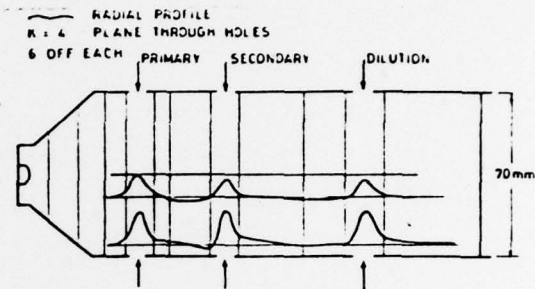 RADIAL PROFILE
K = 4 PLANE THROUGH HOLES
6 OFF EACH
PRIMARY
SECONDARY
DILUTION
70mm